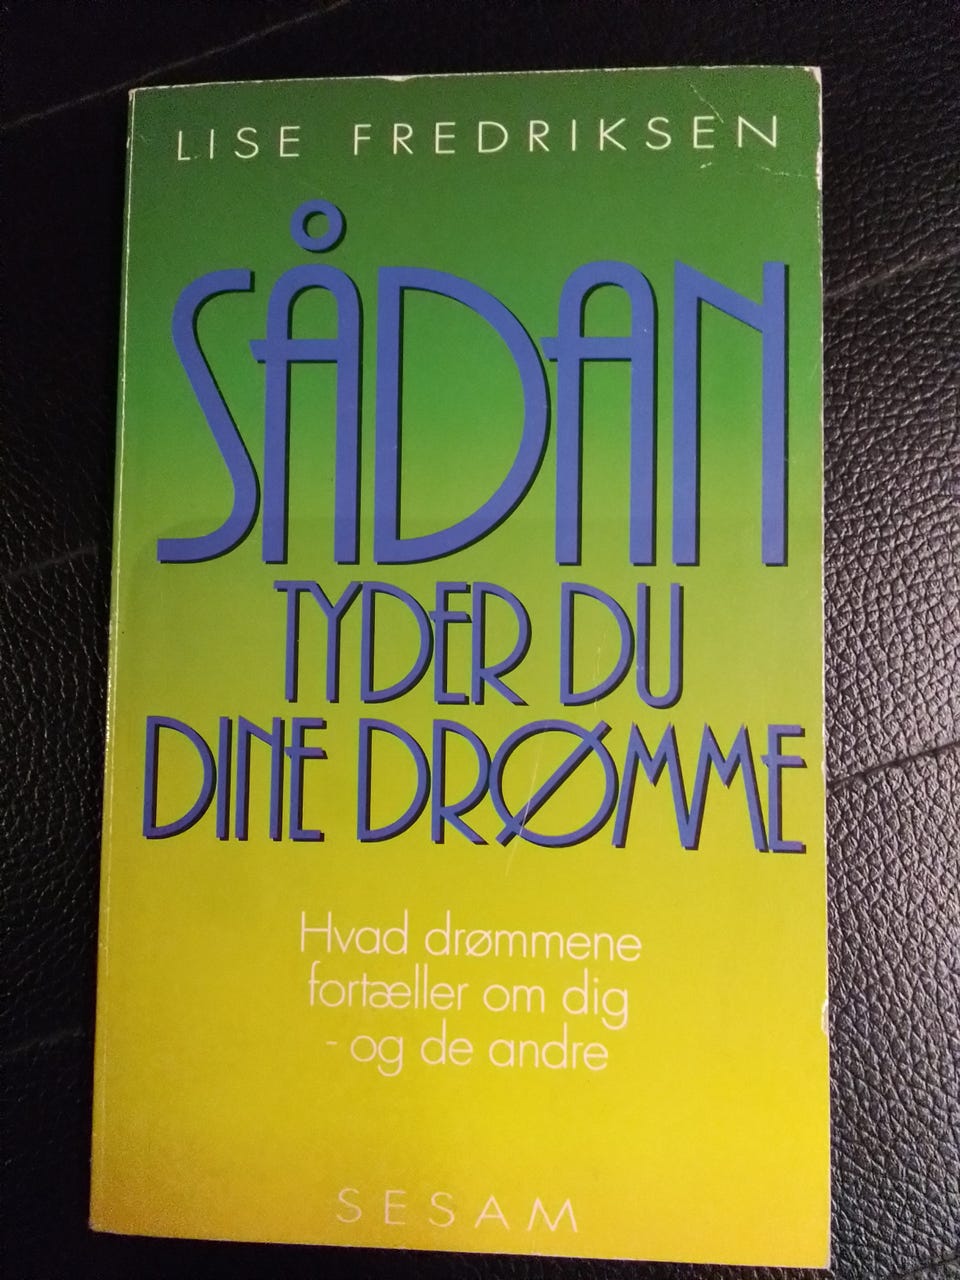 LISE FREDRIKSEN
SÅDAN
TYDER DU
DINE DRØMME
Hvad drømmene
fortæller om dig
- og de andre
SESAM